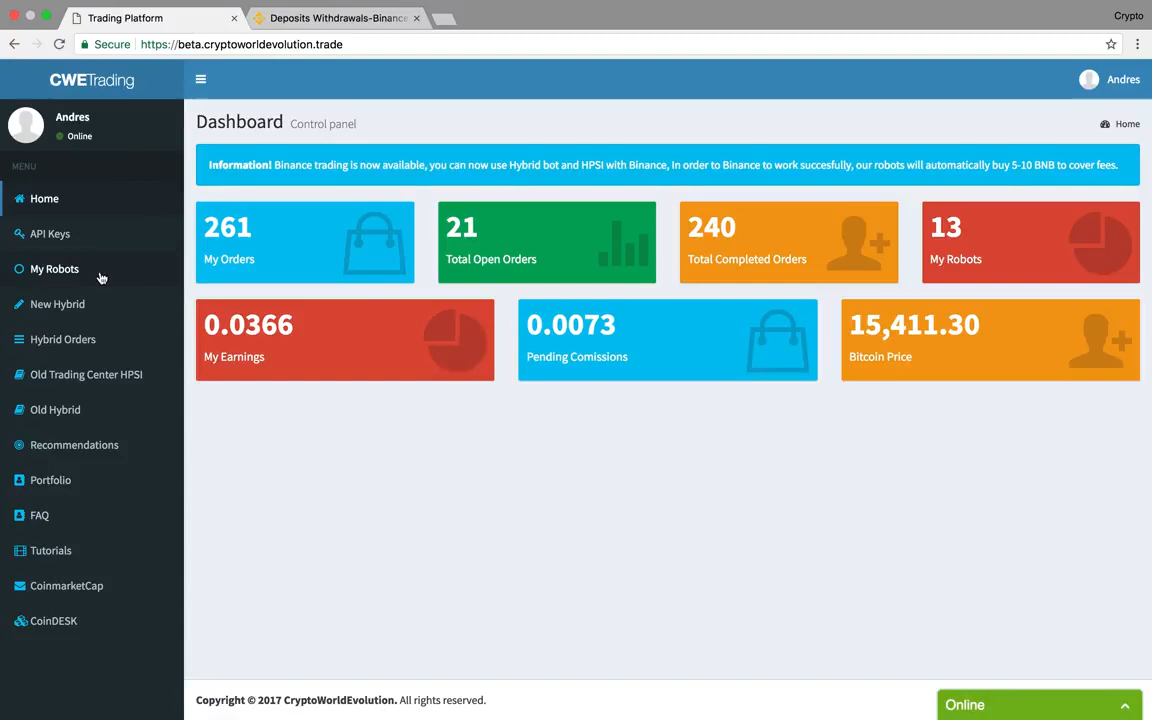 Trading Platform
Deposits Withdrawals-Binance
Crypto
Secure
https://beta.cryptoworldevolution.trade
CWETrading
Andres
Andres
Online
Dashboard Control panel
Home
Information! Binance trading is now available, you can now use Hybrid bot and HPSI with Binance, In order to Binance to work succesfully, our robots will automatically buy 5-10 BNB to cover fees.
MENU
Home
API Keys
My Robots
New Hybrid
Hybrid Orders
Old Trading Center HPSI
Old Hybrid
Recommendations
Portfolio
FAQ
Tutorials
CoinmarketCap
CoinDESK
261
My Orders
21
Total Open Orders
240
Total Completed Orders
13
My Robots
0.0366
My Earnings
0.0073
Pending Comissions
15,411.30
Bitcoin Price
Copyright © 2017 CryptoWorldEvolution. All rights reserved.
Online